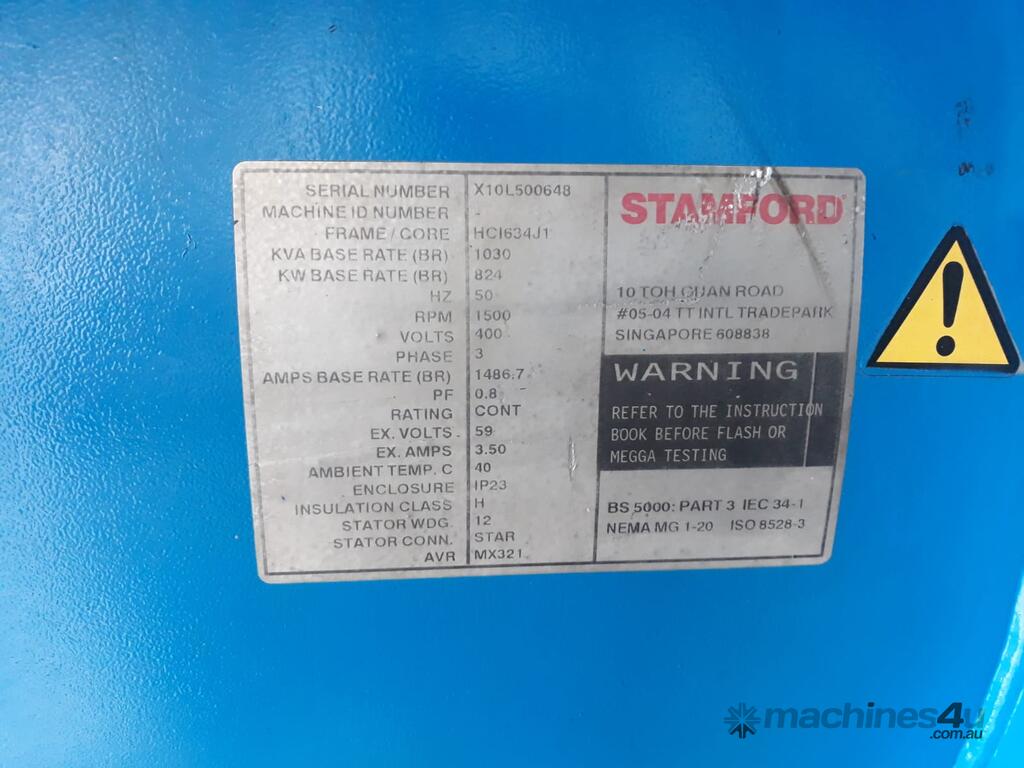 SERIAL NUMBER X10L500648
MACHINE ID NUMBER -
FRAME / CORE HCI634J1
KVA BASE RATE (BR) 1030
KW BASE RATE (BR) 824
HZ 50
RPM 1500
VOLTS 400
PHASE 3
AMPS BASE RATE (BR) 1486.7
PF 0.8
RATING CONT
EX. VOLTS 59
EX. AMPS 3.50
AMBIENT TEMP. C 40
ENCLOSURE IP23
INSULATION CLASS H
STATOR WDG. 12
STATOR CONN. STAR
AVR MX321
STAMFORD
10 TOH GUAN ROAD
#05-04 TT INTL TRADEPARK
SINGAPORE 608838
WARNING
REFER TO THE INSTRUCTION
BOOK BEFORE FLASH OR
MEGGA TESTING
BS 5000: PART 3 IEC 34-1
NEMA MG 1-20 ISO 8528-3
!
machines4u
.com.au